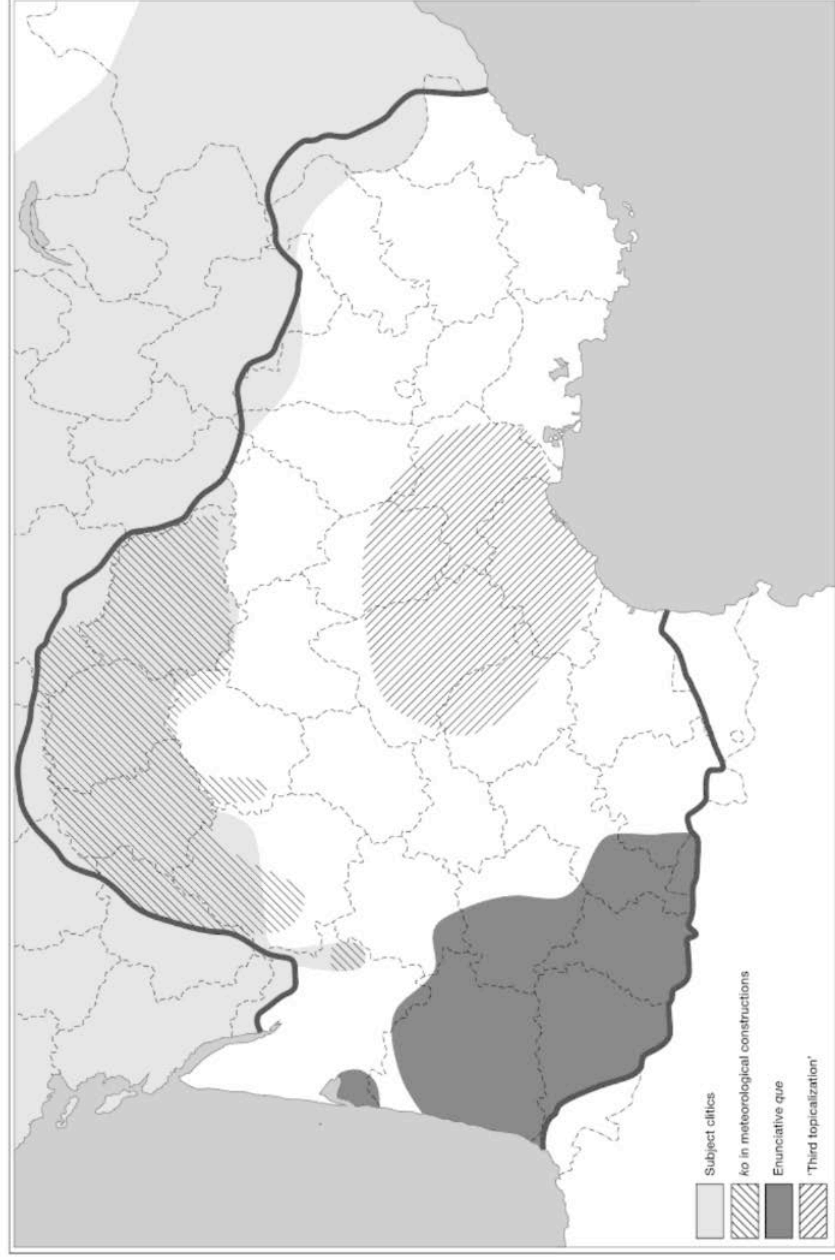 Subject clitics
ko in meteorological constructions
Enunciative que
'Third topicalization'